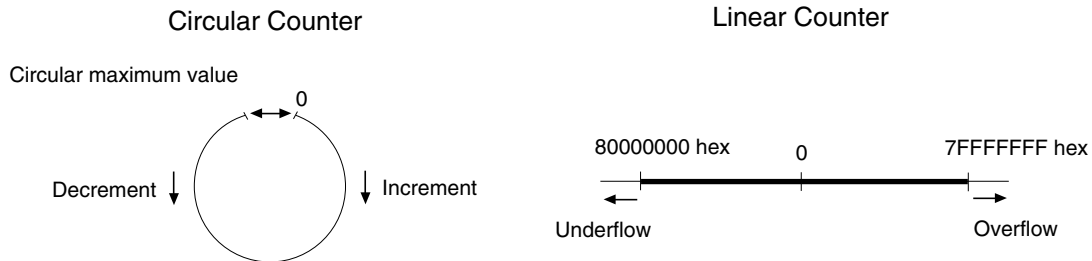 Circular Counter
Circular maximum value
0
Decrement
Increment
Linear Counter
80000000 hex
0
7FFFFFFF hex
Underflow
Overflow